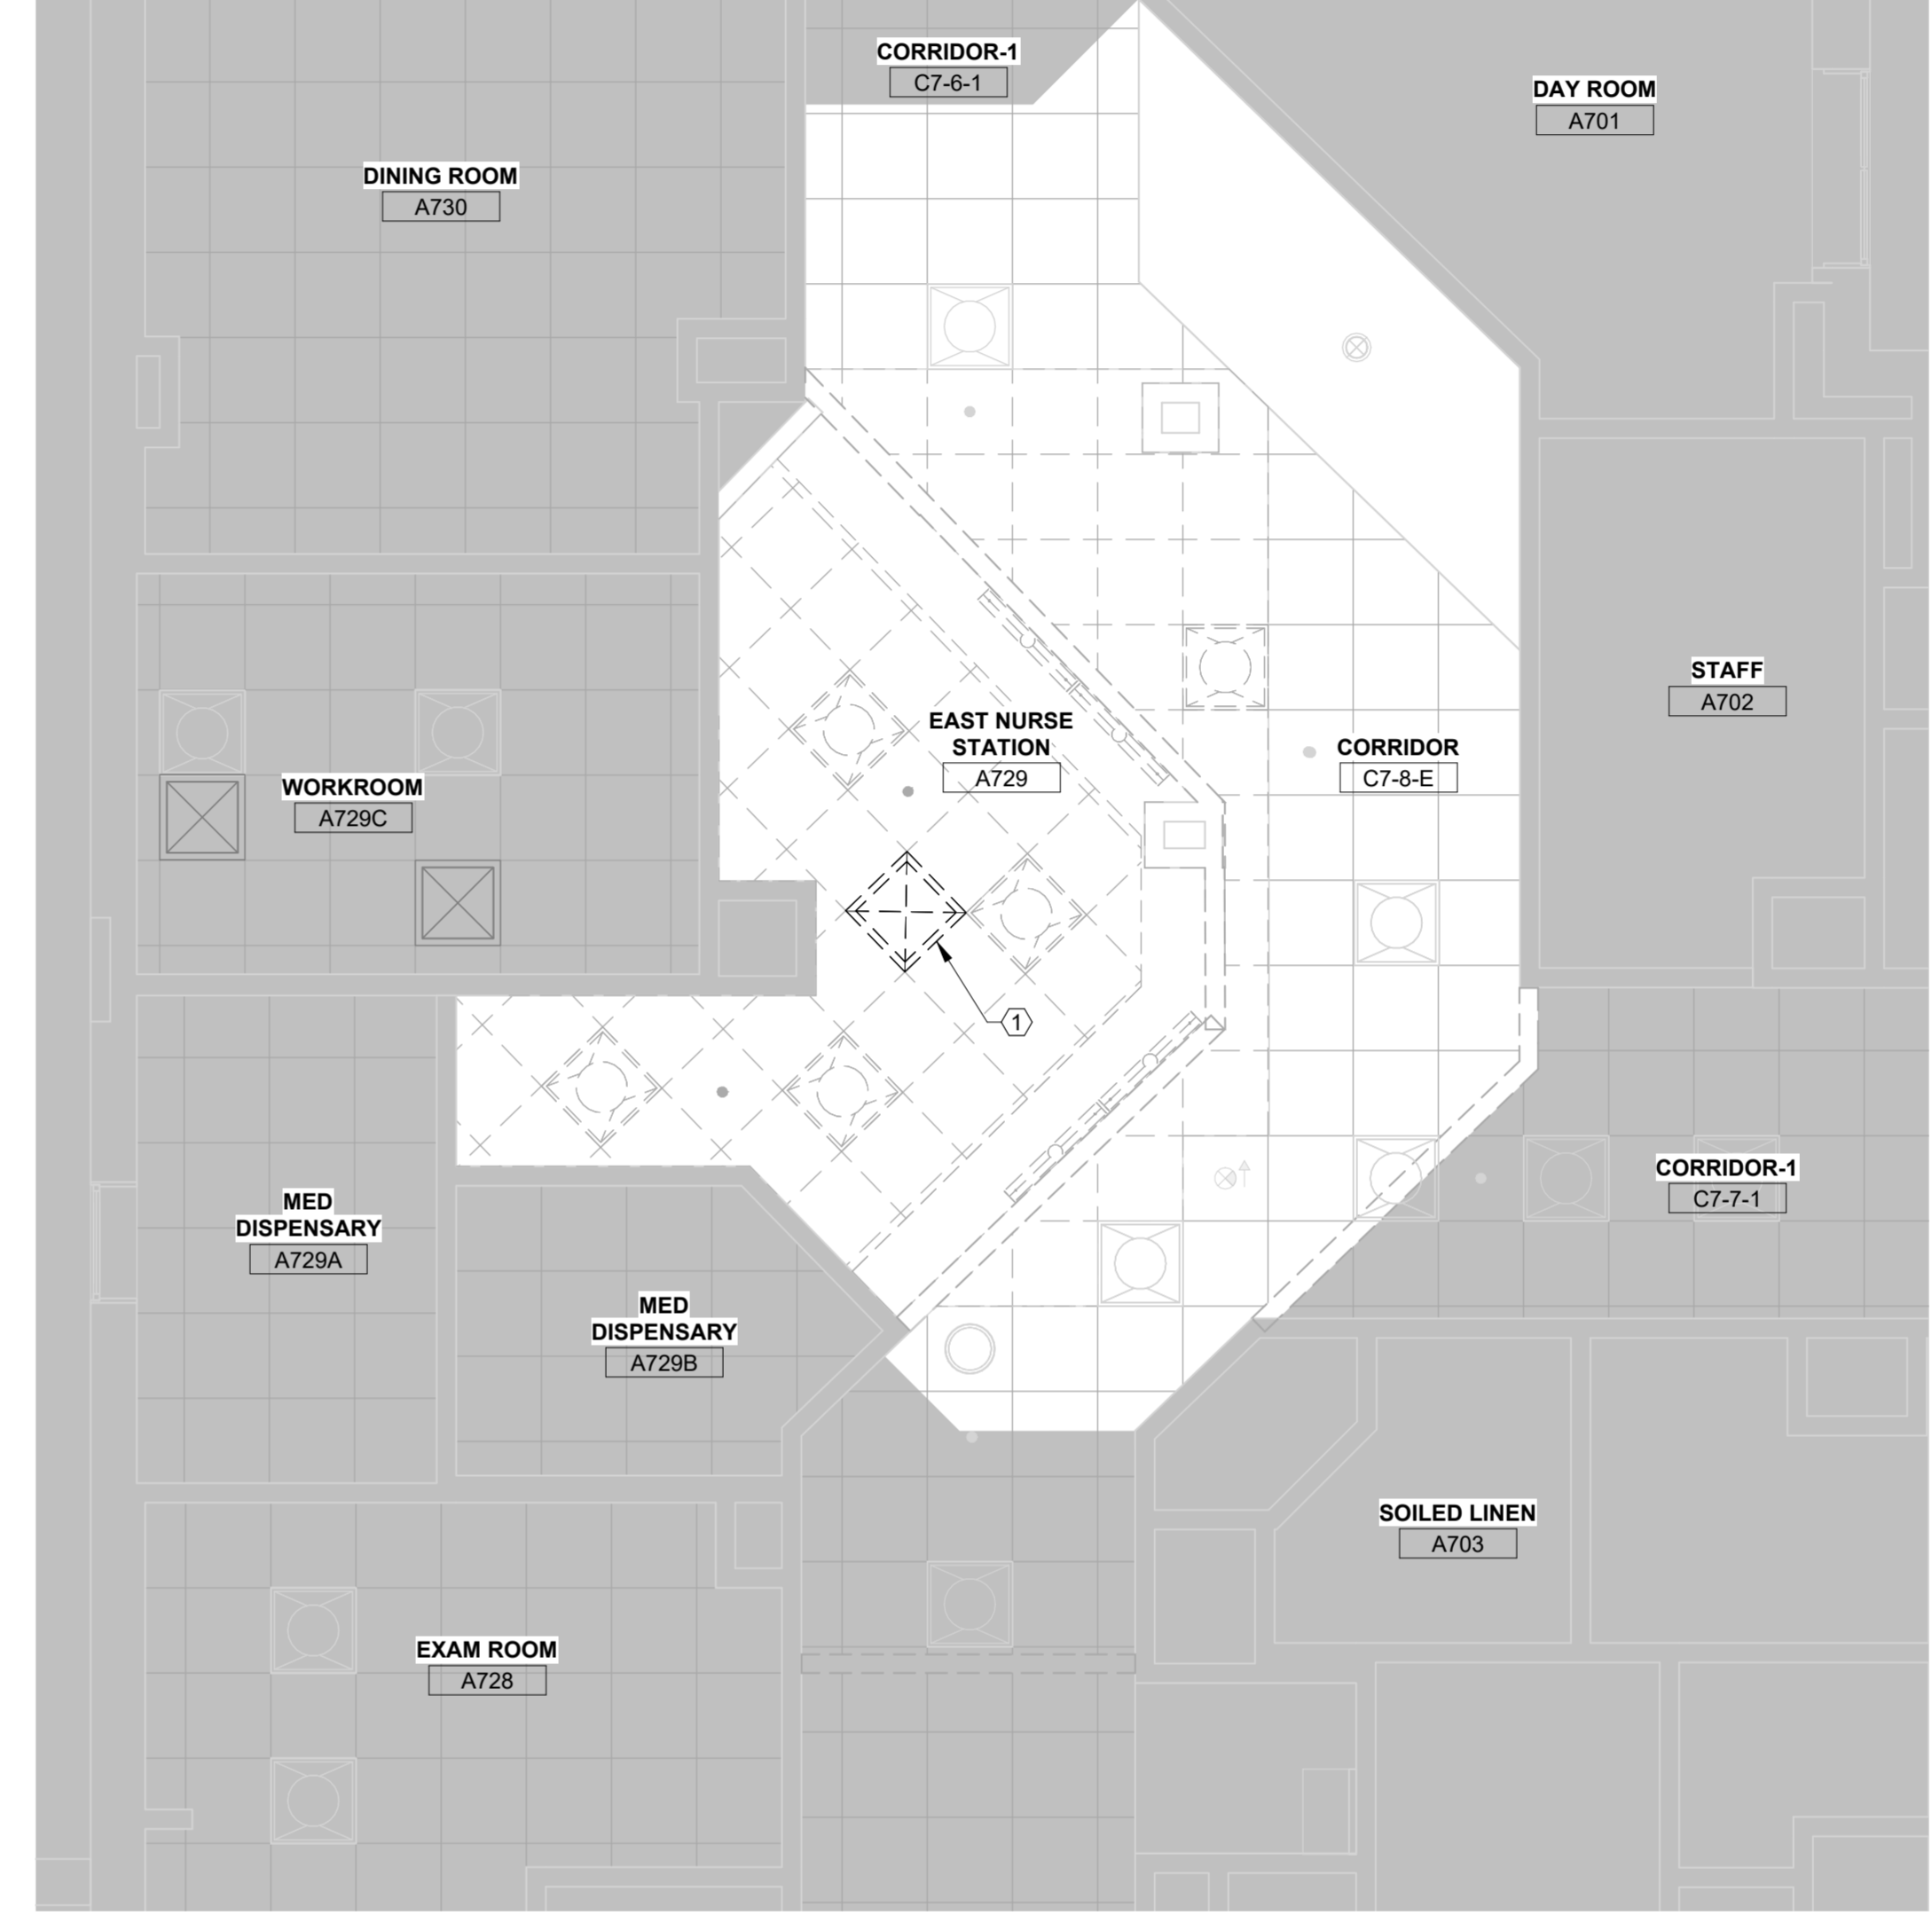 CORRIDOR-1
C7-6-1
DAY ROOM
A701
DINING ROOM
A730
STAFF
A702
EAST NURSE
STATION
A729
CORRIDOR
C7-8-E
WORKROOM
A729C
1
CORRIDOR-1
C7-7-1
MED
DISPENSARY
A729A
MED
DISPENSARY
A729B
SOILED LINEN
A703
EXAM ROOM
A728